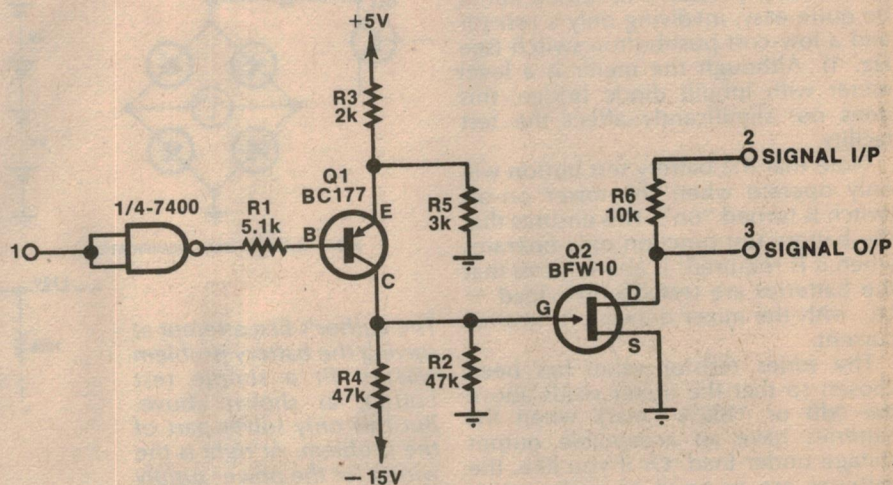 +5V
R3
2k
Q1
BC177
1/4-7400
R1
5.1k
B
E
C
R5
3k
2
SIGNAL I/P
R6
10k
3
SIGNAL O/P
1
Q2
BFW10
G
D
S
R4
47k
R2
47k
−15V